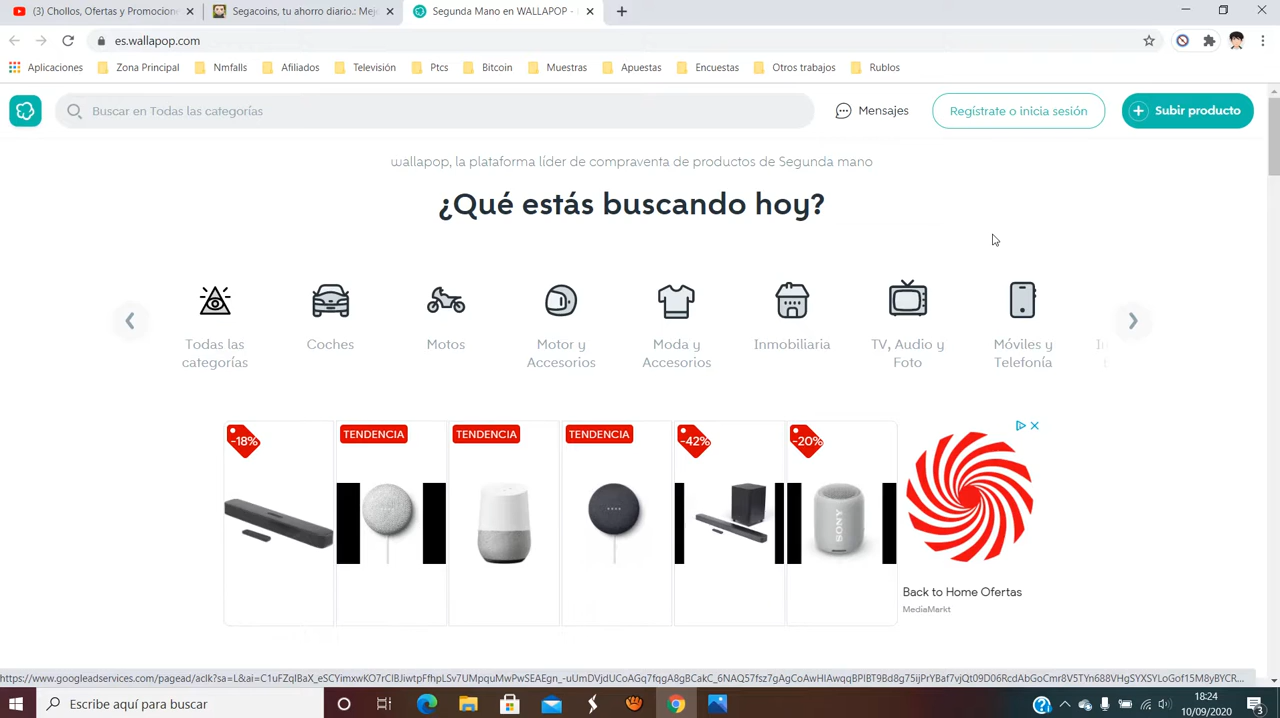 (3) Chollos, Ofertas y Promocione
Segacoins, tu ahorro diario.: Mej
Segunda Mano en WALLAPOP -
es.wallapop.com
Aplicaciones
Zona Principal
Nmfalls
Afiliados
Televisión
Ptcs
Bitcoin
Muestras
Apuestas
Encuestas
Otros trabajos
Rublos
Buscar en Todas las categorías
Mensajes
Regístrate o inicia sesión
Subir producto
wallapop, la plataforma líder de compraventa de productos de Segunda mano
¿Qué estás buscando hoy?
Todas las
categorías
Coches
Motos
Motor y
Accesorios
Moda y
Accesorios
Inmobiliaria
TV, Audio y
Foto
Móviles y
Telefonía
-18%
TENDENCIA
TENDENCIA
TENDENCIA
-42%
-20%
SONY
Back to Home Ofertas
MediaMarkt
Escribe aquí para buscar
18:24
10/09/2020
3